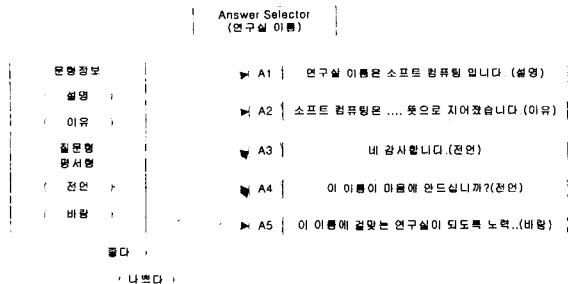 Answer Selector
(연구실 이름)
문형정보
설명
이유
질문형
평서형
전언
바람
좋다
나쁘다
A1 연구실 이름은 소프트 컴퓨팅 입니다. (설명)
A2 소프트 컴퓨팅은 .... 뜻으로 지어졌습니다.(이유)
A3 네 감사합니다.(전언)
A4 이 이름이 마음에 안드십니까?(전언)
A5 이 이름에 걸맞는 연구실이 되도록 노력..(바람)